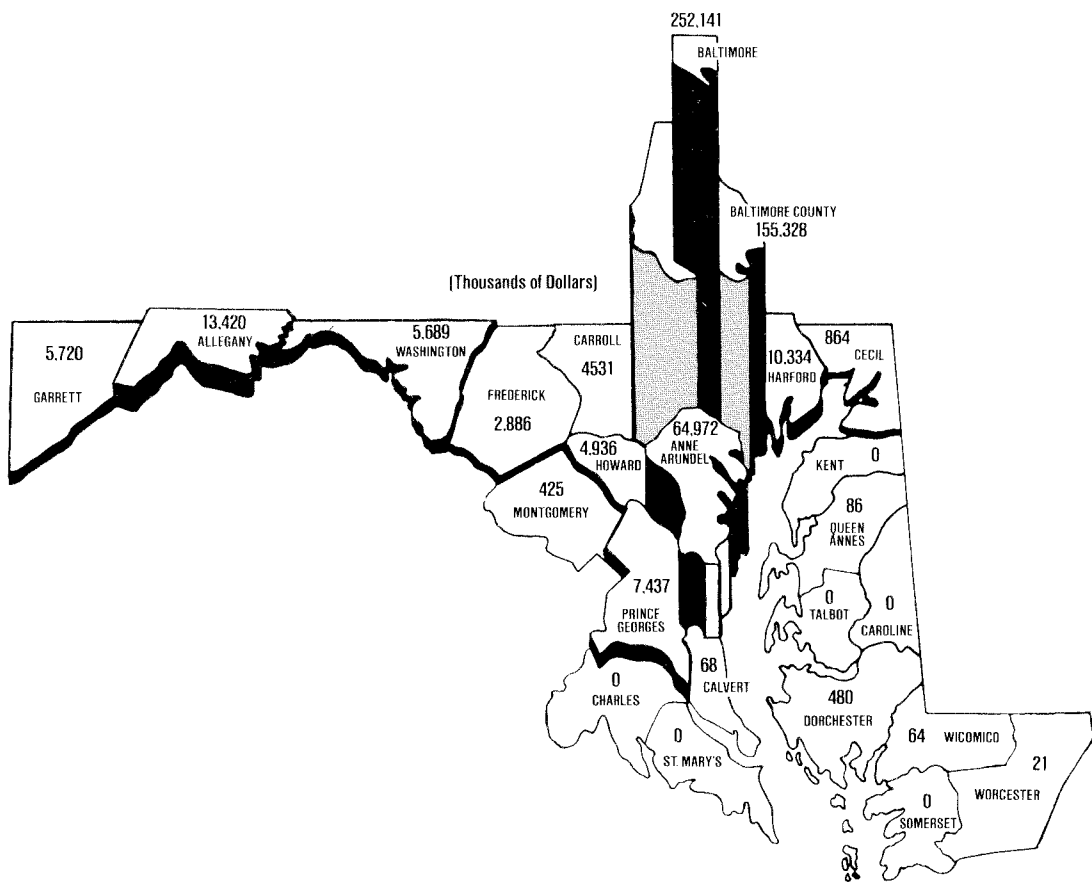 252,141
BALTIMORE
BALTIMORE COUNTY
155,328
(Thousands of Dollars)
5,720
GARRETT
13,420
ALLEGANY
5,689
WASHINGTON
FREDERICK
2,886
CARROLL
4531
10,334
HARFORD
864
CECIL
64,972
ANNE
ARUNDEL
4,936
HOWARD
425
MONTGOMERY
KENT
0
86
QUEEN
ANNES
7,437
PRINCE
GEORGES
0
TALBOT
0
CAROLINE
0
CHARLES
68
CALVERT
480
DORCHESTER
0
ST. MARY'S
64
WICOMICO
21
WORCESTER
0
SOMERSET